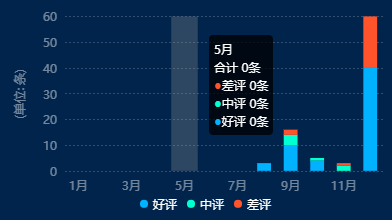 (单位: 条)
60
50
40
30
20
10
0
5月
合计 0条
差评 0条
中评 0条
好评 0条
1月 3月 5月 7月 9月 11月
好评 中评 差评